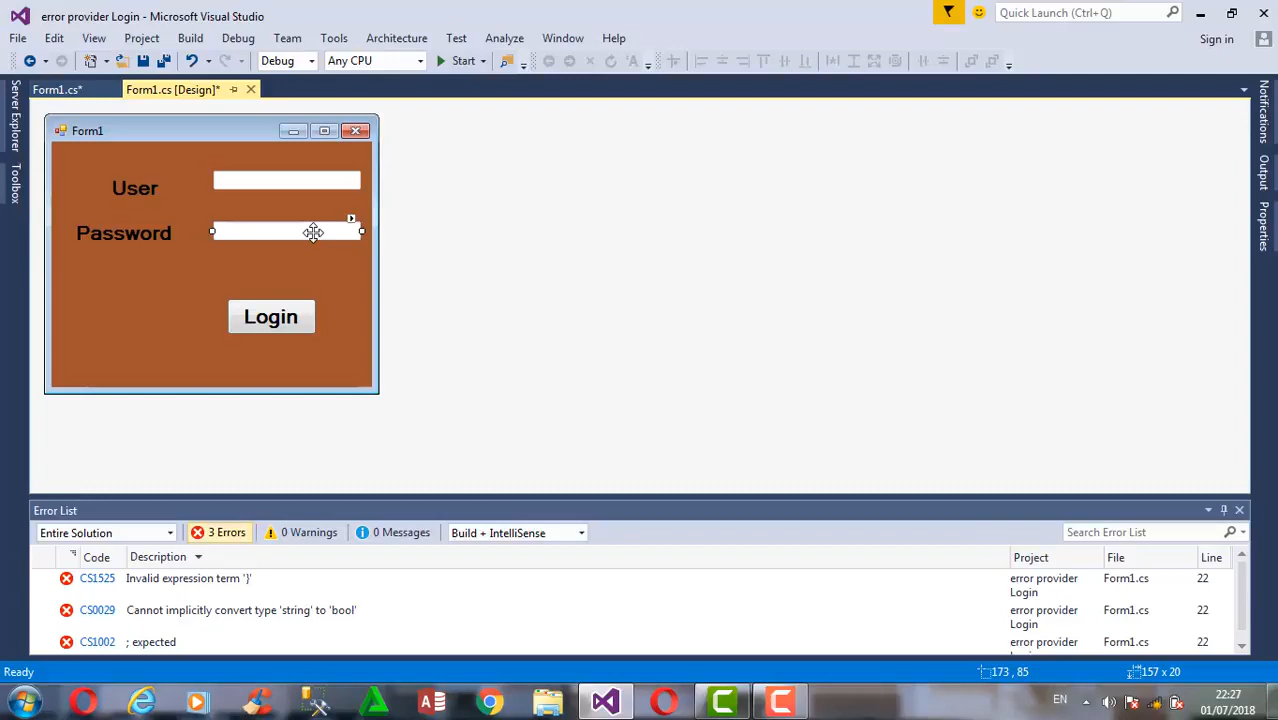 error provider Login - Microsoft Visual Studio
Quick Launch (Ctrl+Q)
File Edit View Project Build Debug Team Tools Architecture Test Analyze Window Help
Sign in
Debug Any CPU Start
Form1.cs* Form1.cs [Design]*
Server Explorer
Toolbox
Notifications
Output
Properties
Form1
User
Password
Login
Error List
Entire Solution 3 Errors 0 Warnings 0 Messages Build + IntelliSense Search Error List
Code Description Project File Line
CS1525 Invalid expression term '}' error provider Login Form1.cs 22
CS0029 Cannot implicitly convert type 'string' to 'bool' error provider Login Form1.cs 22
CS1002 ; expected error provider Form1.cs 22
Ready 173 , 85 157 x 20
EN 22:27
01/07/2018